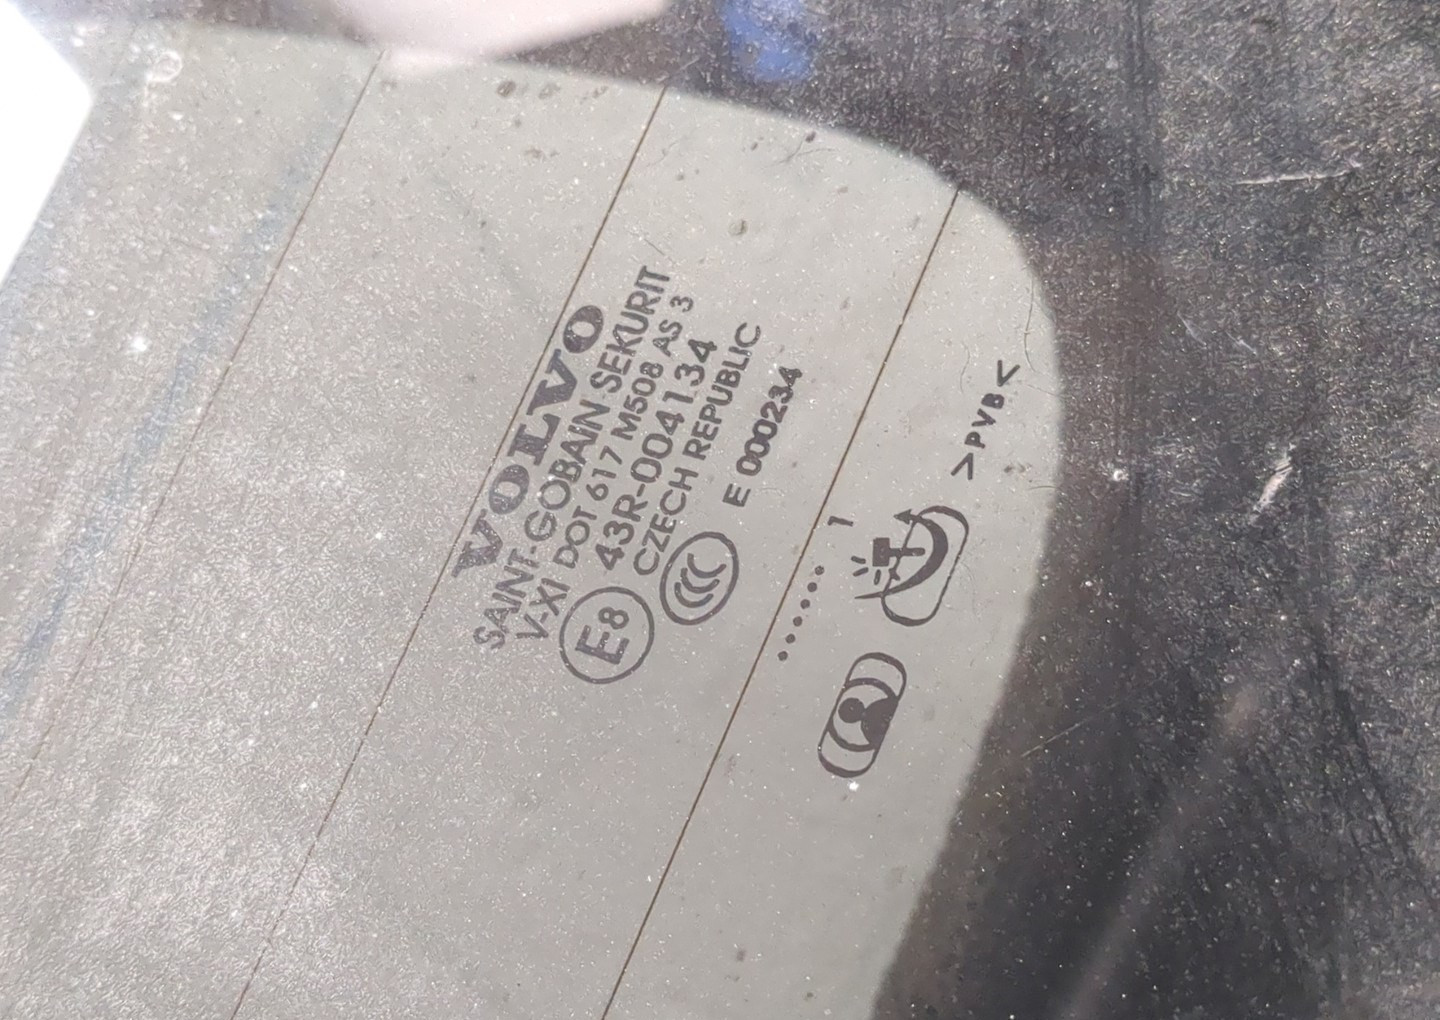 VOLVO
SAINT-GOBAIN SEKURIT
V-XI DOT 617 M508 AS 3
E8 43R-004134
CZECH REPUBLIC
CCC E 000234
...... 1
>PVB<